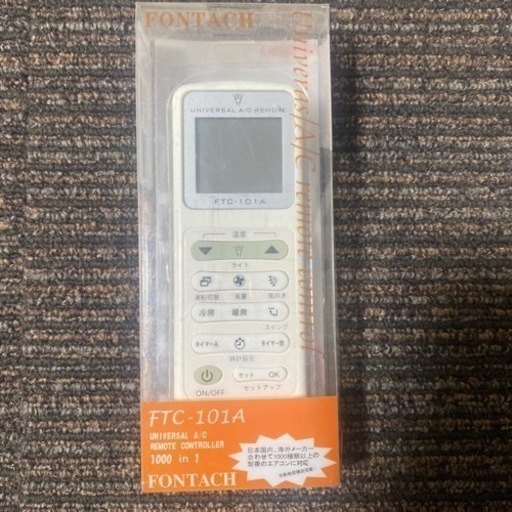 FONTACH
Universal A/C remote control
UNIVERSAL A/C REMOTE
FTC-101A
温度
ライト
運転切替 風量 風向き
冷房 暖房
スイング
タイマー入 タイマー切
時計設定
セット OK
ON/OFF セットアップ
FTC-101A
UNIVERSAL A/C
REMOTE CONTROLLER
1000 in 1
日本国内、海外メーカー
合わせて1000種類以上の
型番のエアコンに対応
FONTACH